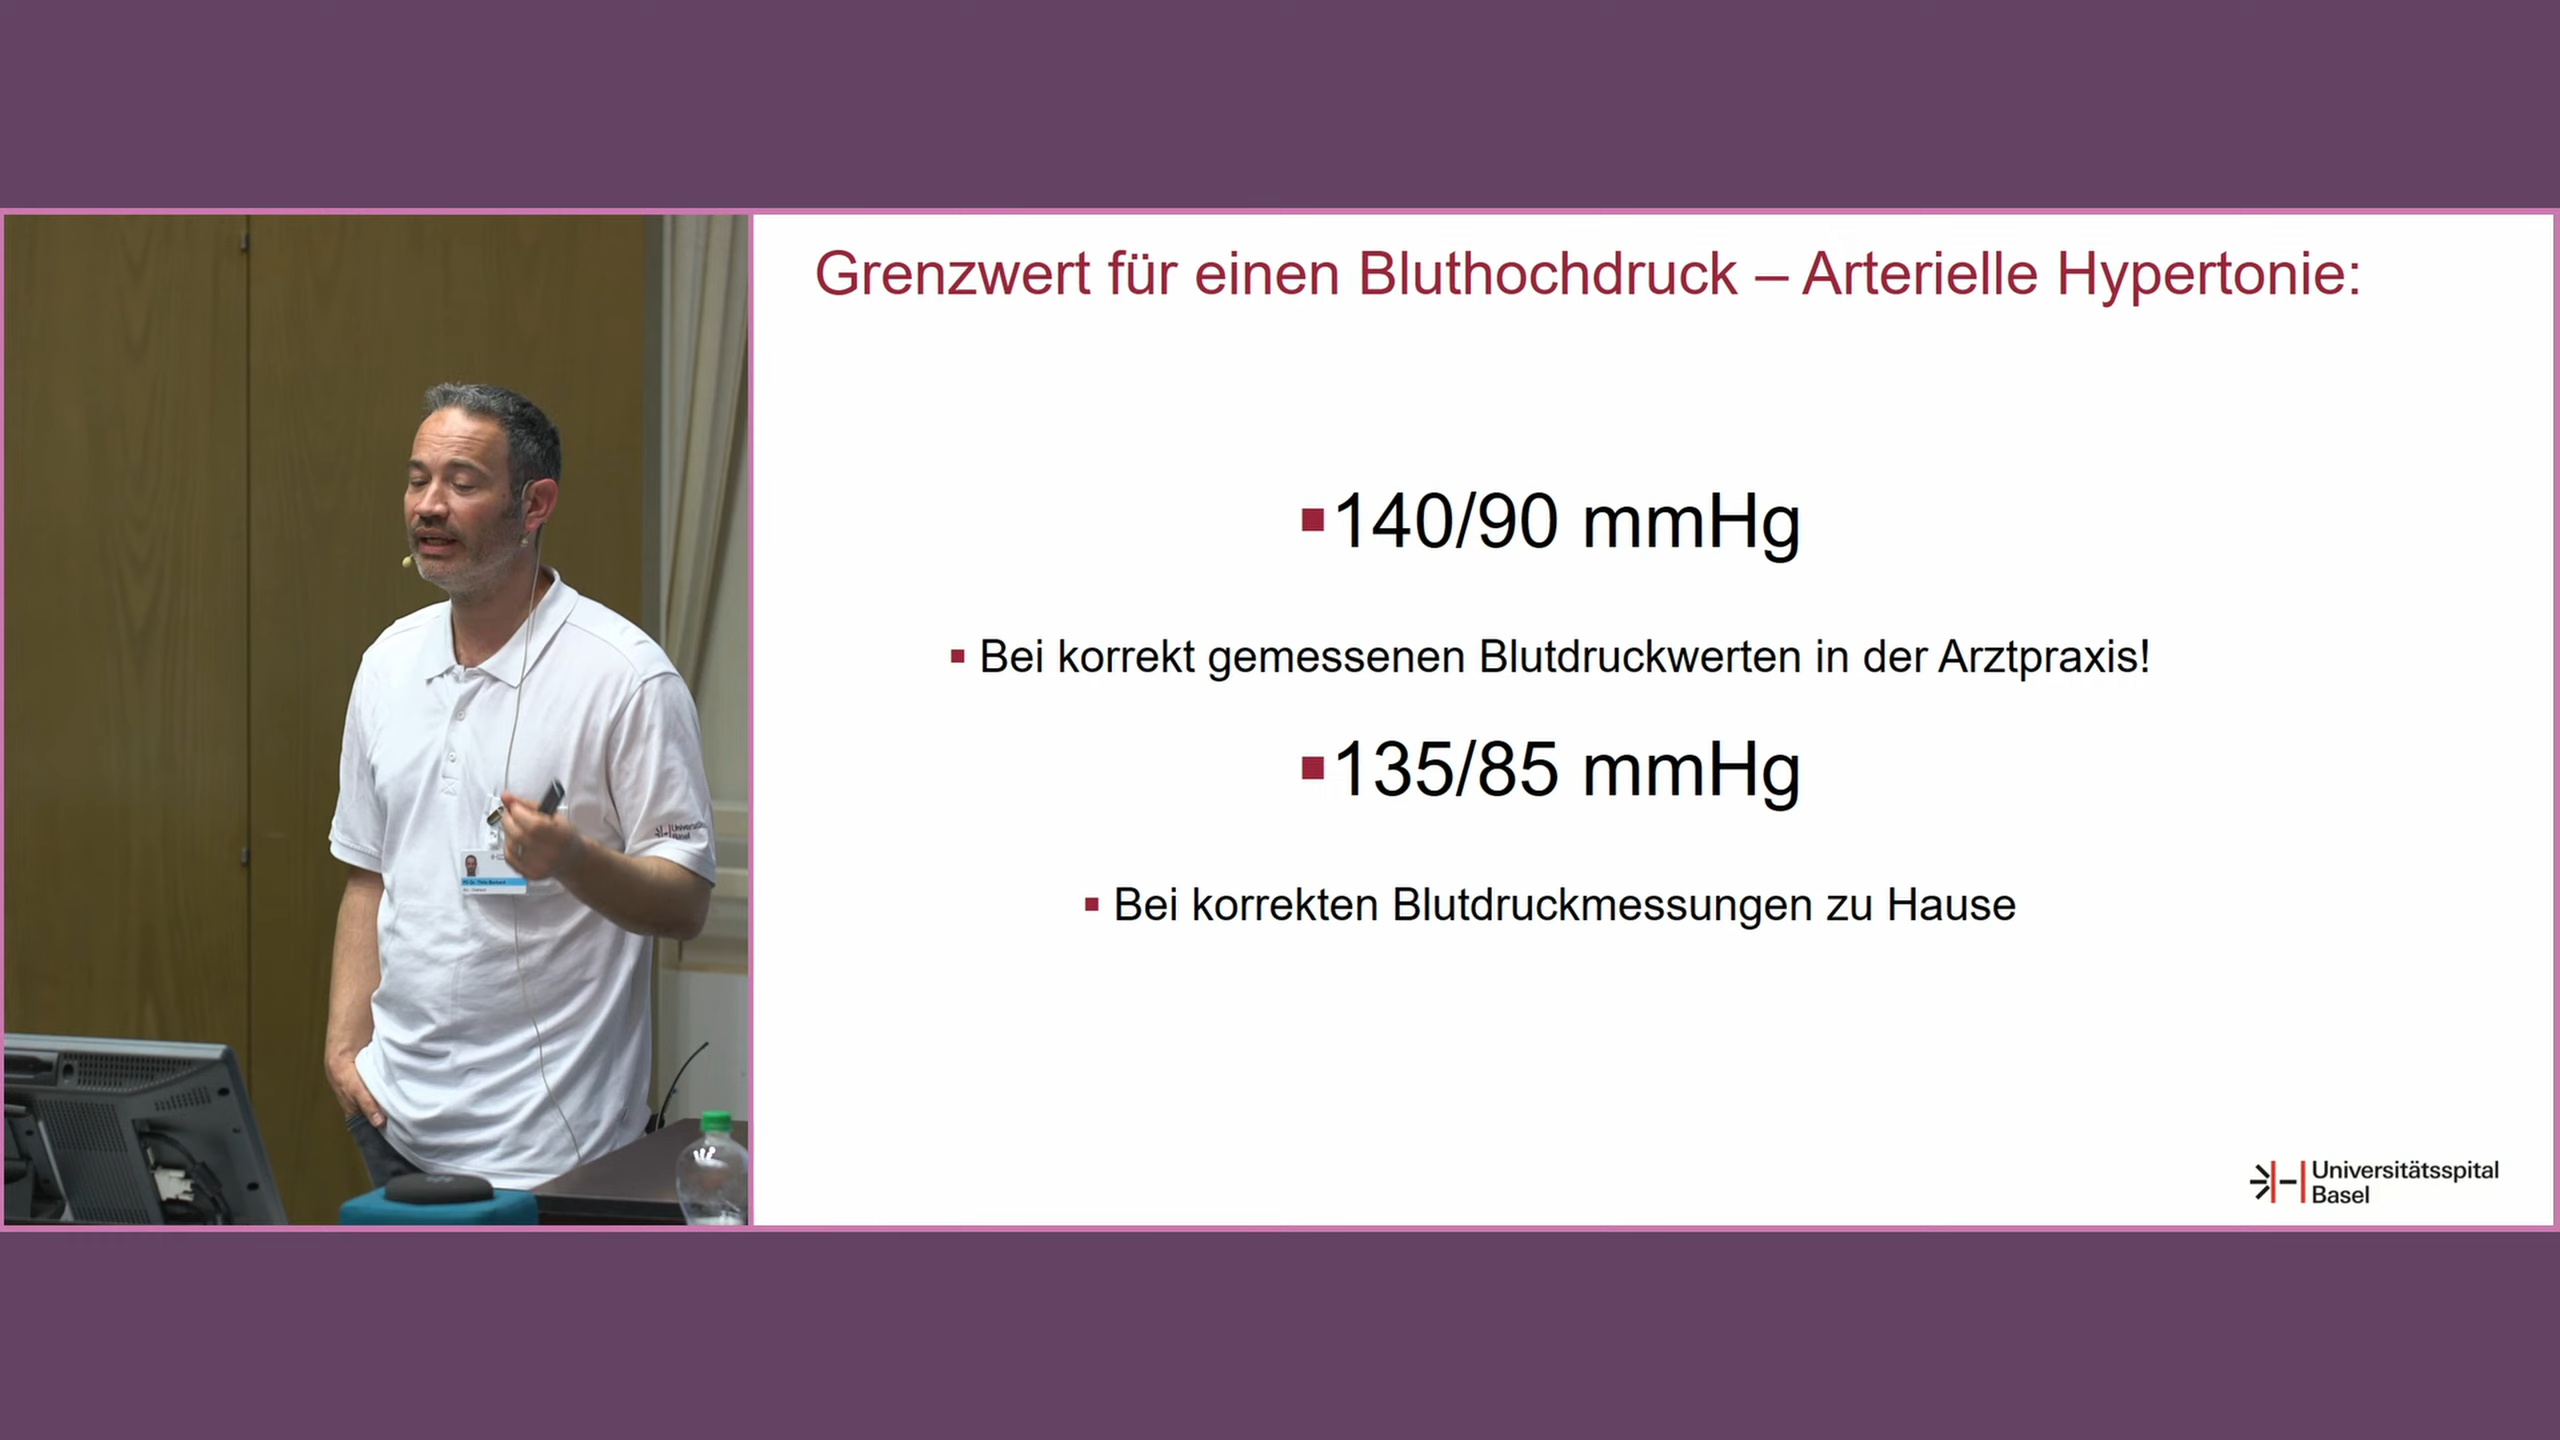 Grenzwert für einen Bluthochdruck – Arterielle Hypertonie:
▪140/90 mmHg
▪ Bei korrekt gemessenen Blutdruckwerten in der Arztpraxis!
▪135/85 mmHg
▪ Bei korrekten Blutdruckmessungen zu Hause
Universitätsspital
Basel
Basel